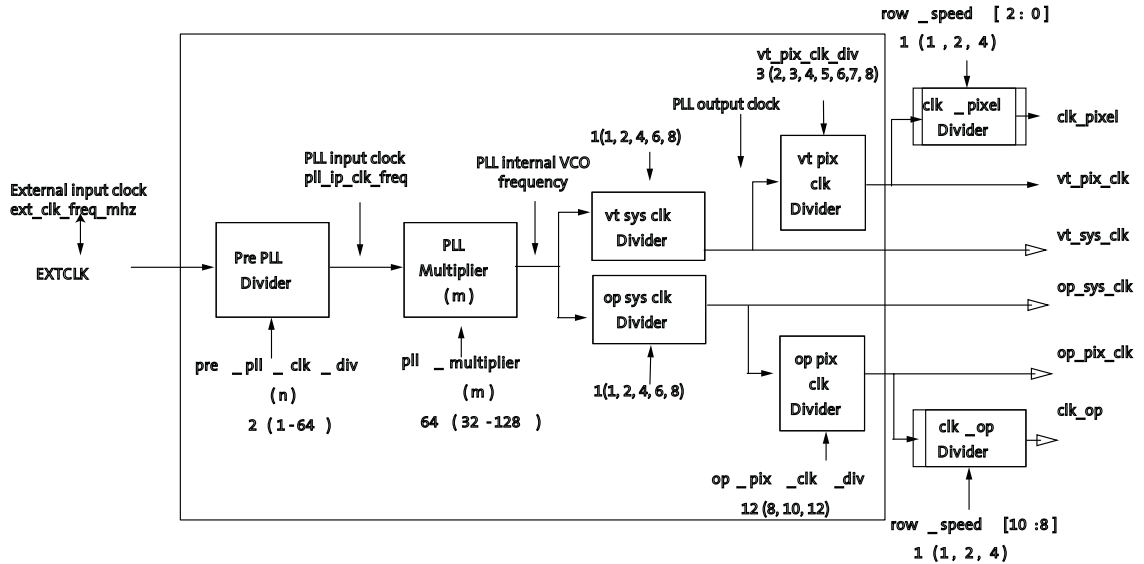 row _speed [ 2 : 0 ]
1 (1 , 2, 4)
vt_pix_clk_div
3 (2, 3, 4, 5, 6,7, 8)
PLL output clock
clk _ pixel
Divider
clk_pixel
1(1, 2, 4, 6, 8)
PLL input clock
pll_ip_clk_freq
PLL internal VCO
frequency
vt pix
clk
Divider
vt_pix_clk
External input clock
ext_clk_freq_mhz
vt sys clk
Divider
vt_sys_clk
EXTCLK
Pre PLL
Divider
PLL
Multiplier
( m )
op sys clk
Divider
op_sys_clk
pre _pll _ clk _ div
( n )
2 ( 1 - 64 )
pll _ multiplier
(m)
64 ( 32 - 128 )
1(1, 2, 4, 6, 8)
op pix
clk
Divider
op_pix_clk
clk_op
clk _ op
Divider
op _ pix _clk _div
12 (8, 10, 12)
row _speed [10 :8]
1 (1, 2, 4)